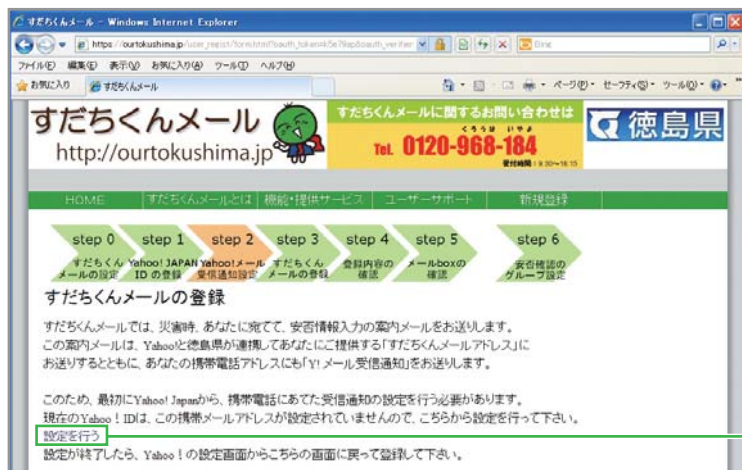 すだちくんメール - Windows Internet Explorer
https://ourtokushima.jp/user_regist/form.html?oauth_token=
Bing
ファイル(F) 編集(E) 表示(V) お気に入り(A) ツール(T) ヘルプ(H)
お気に入り すだちくんメール ページ(P) セーフティ(S) ツール(O)
すだちくんメール
http://ourtokushima.jp
すだちくんメールに関するお問い合わせは
くろうは いやよ
Tel. 0120-968-184
受付時間:9:30〜18:15
徳島県
HOME すだちくんメールとは 機能・提供サービス ユーザーサポート 新規登録
step 0 step 1 step 2 step 3 step 4 step 5 step 6
すだちくん Yahoo! JAPAN Yahoo!メール すだちくん 登録内容の メールboxの 安否確認の
メールの設定 ID の登録 受信通知設定 メールの登録 確認 確認 グループ設定
すだちくんメールの登録
すだちくんメールでは、災害時、あなたに宛てて、安否情報入力の案内メールをお送りします。
この案内メールは、Yahoo!と徳島県が連携してあなたにご提供する「すだちくんメールアドレス」に
お送りするとともに、あなたの携帯電話アドレスにも「Y!メール受信通知」をお送りします。
このため、最初にYahoo! Japanから、携帯電話にあてた受信通知の設定を行う必要があります。
現在のYahoo!IDは、この携帯メールアドレスが設定されていませんので、こちらから設定を行って下さい。
設定を行う
設定が終了したら、Yahoo!の設定画面からこちらの画面に戻って登録して下さい。